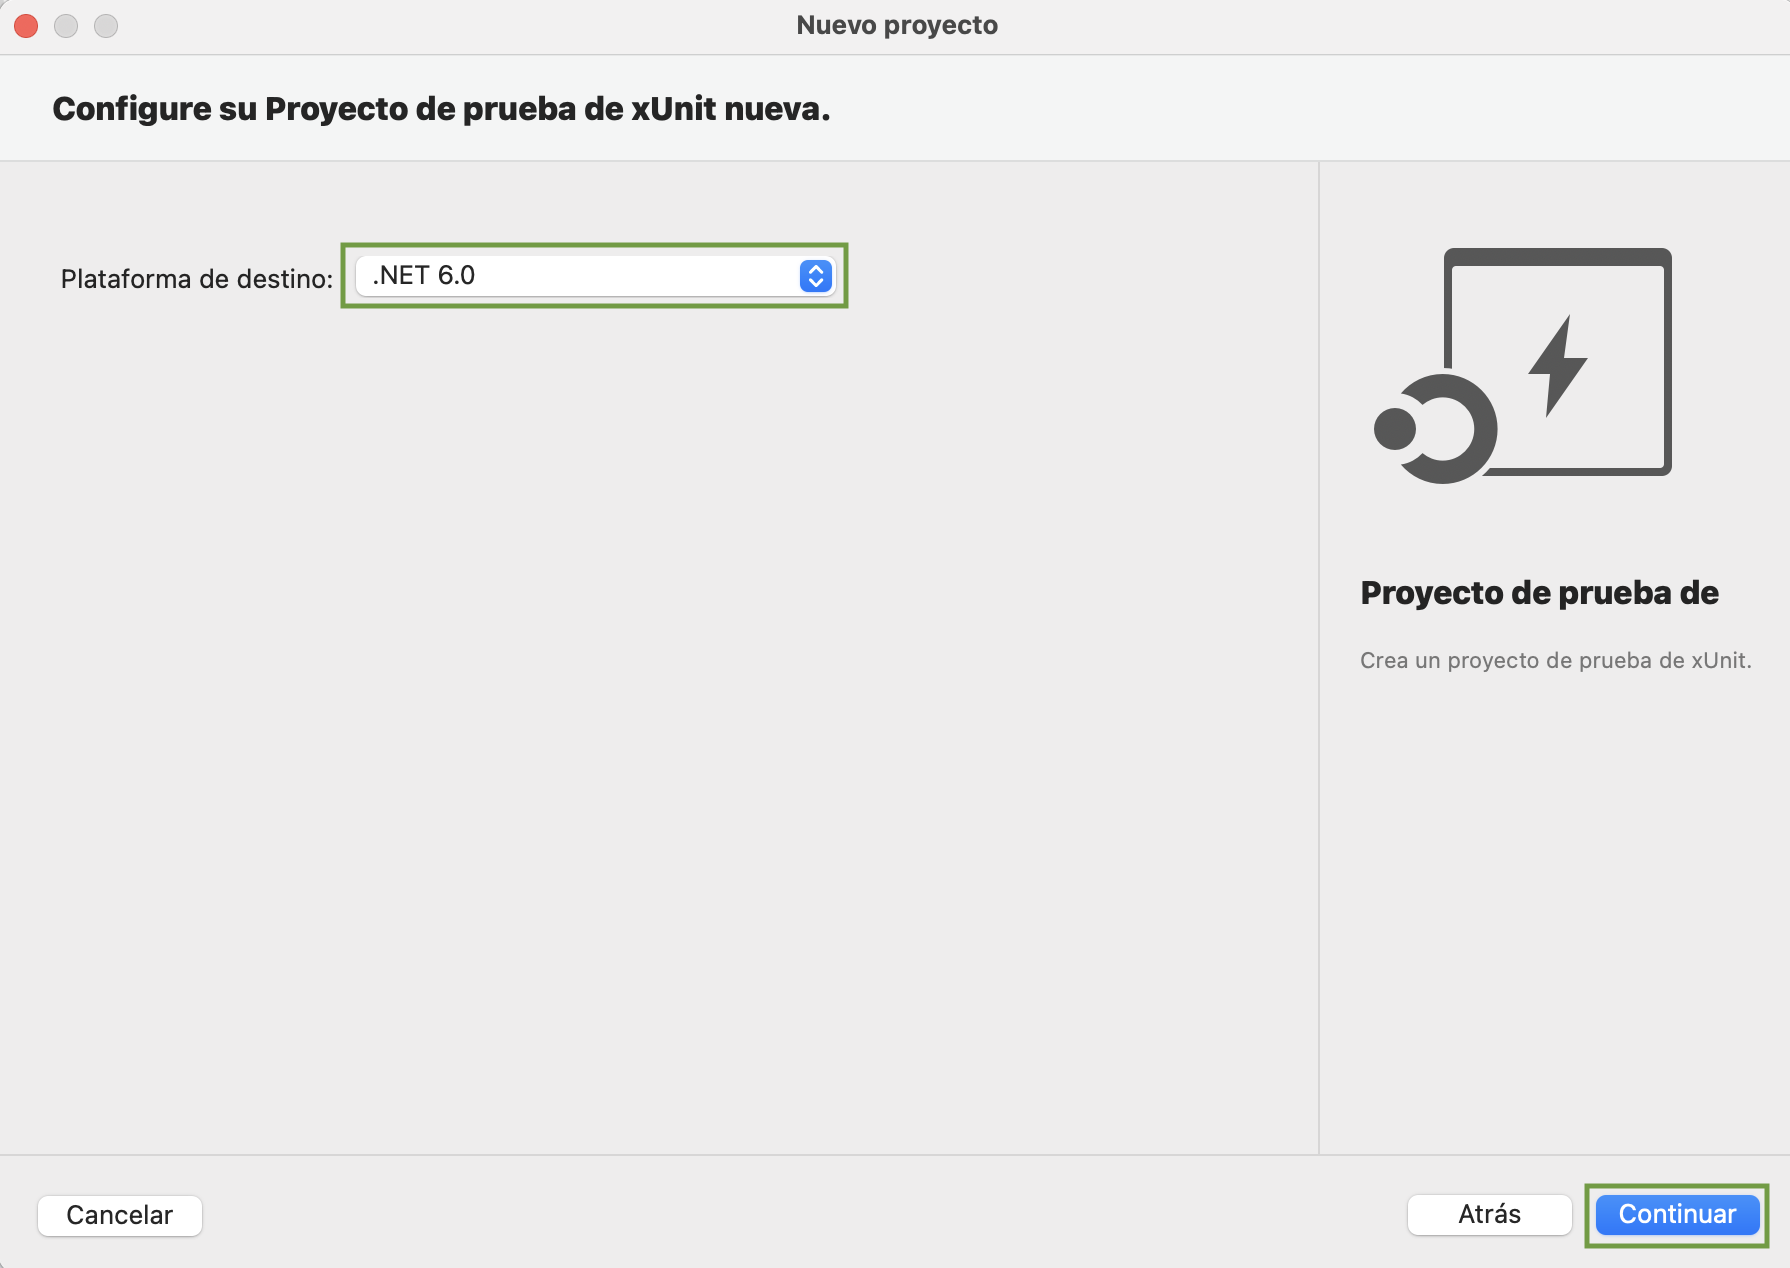 Nuevo proyecto
Configure su Proyecto de prueba de xUnit nueva.
Plataforma de destino: .NET 6.0
Proyecto de prueba de
Crea un proyecto de prueba de xUnit.
Cancelar
Atrás
Continuar